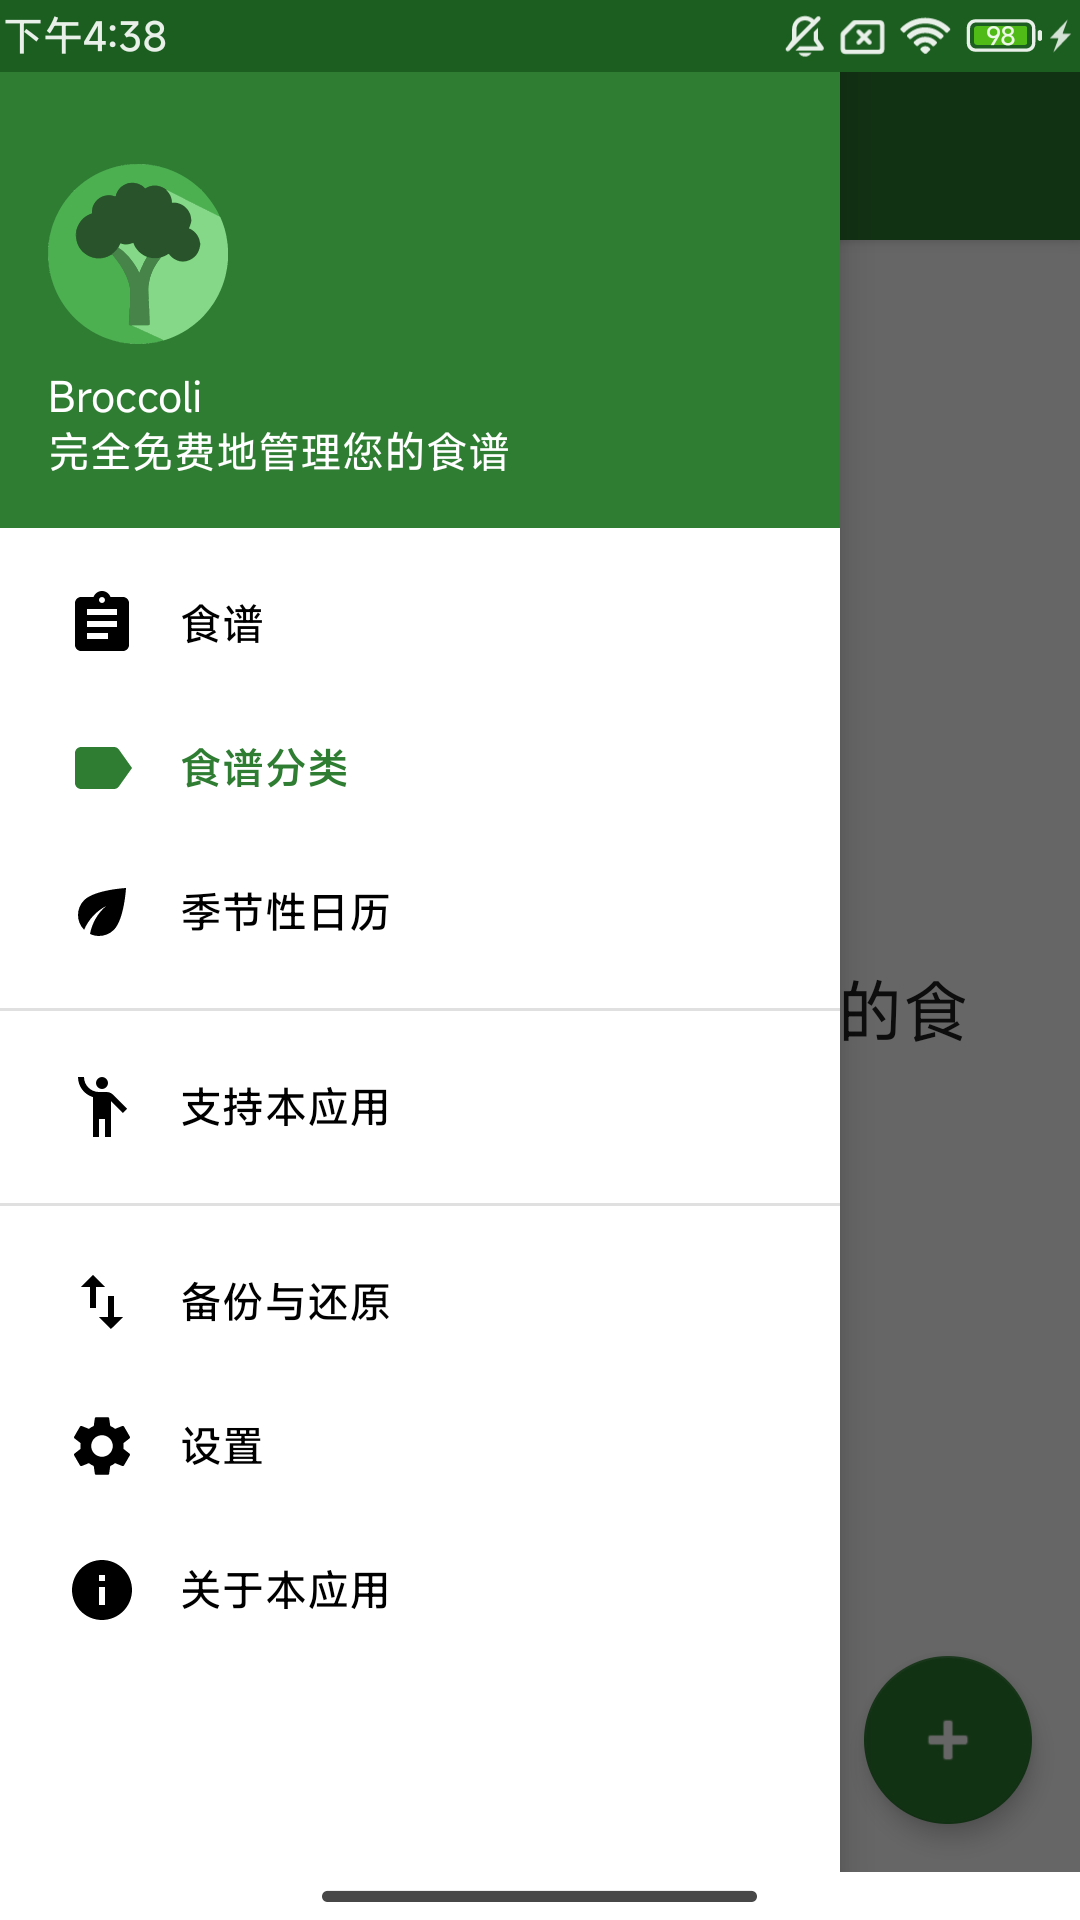 下午4:38
98
Broccoli
完全免费地管理您的食谱
食谱
食谱分类
季节性日历
的食
支持本应用
备份与还原
设置
关于本应用